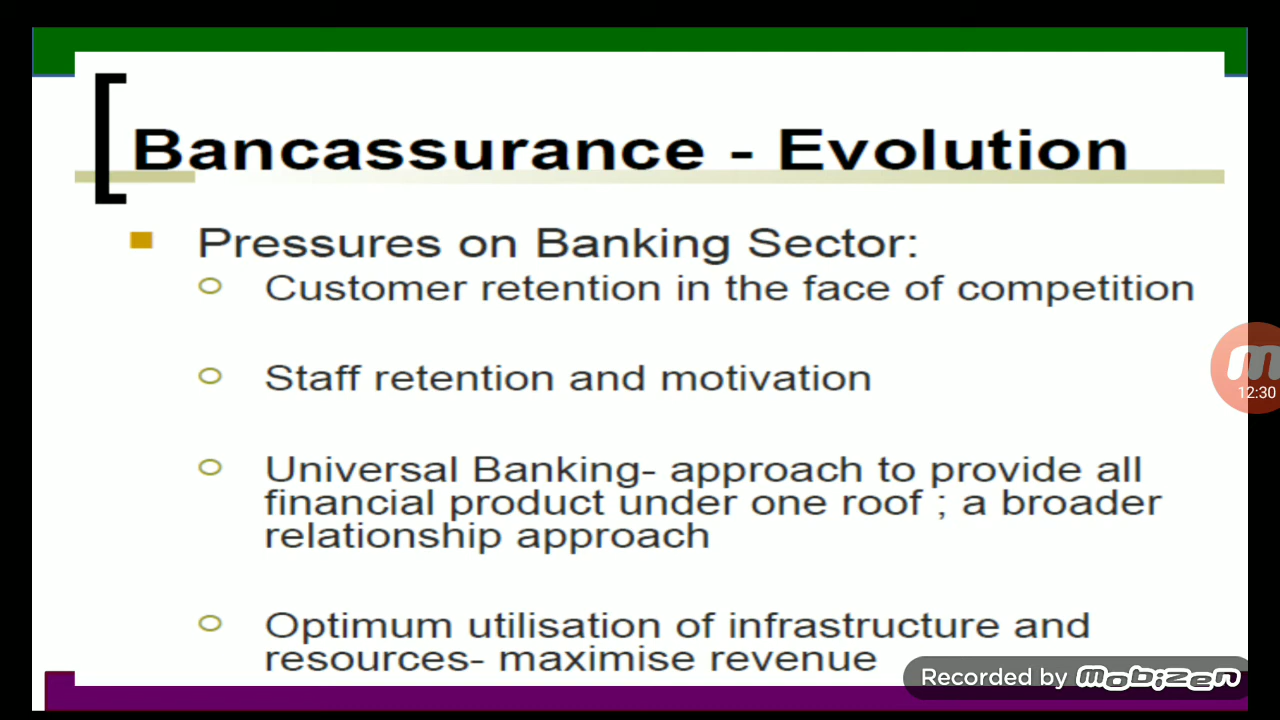 Bancassurance - Evolution
Pressures on Banking Sector:
Customer retention in the face of competition
Staff retention and motivation
Universal Banking- approach to provide all
financial product under one roof ; a broader
relationship approach
Optimum utilisation of infrastructure and
resources- maximise revenue
12:30
Recorded by mobizen